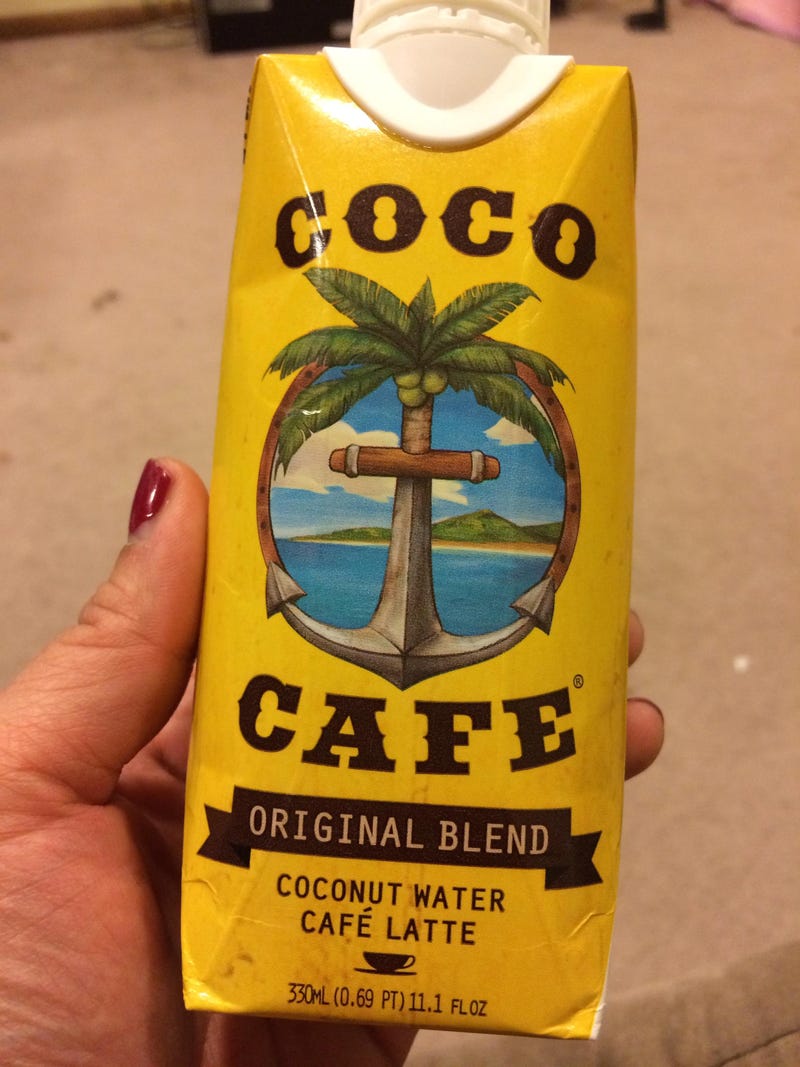 COCO
CAFE®
ORIGINAL BLEND
COCONUT WATER
CAFÉ LATTE
330ML (0.69 PT) 11.1 FL OZ